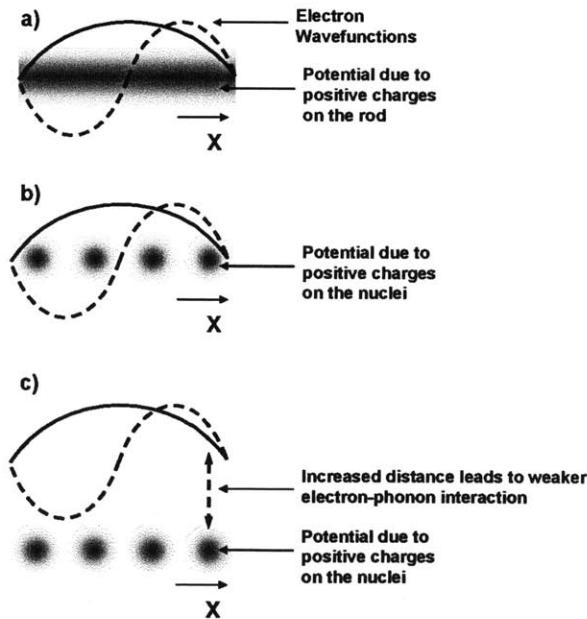 a)
Electron
Wavefunctions
Potential due to
positive charges
on the rod
X
b)
Potential due to
positive charges
on the nuclei
X
c)
Increased distance leads to weaker
electron-phonon interaction
Potential due to
positive charges
on the nuclei
X